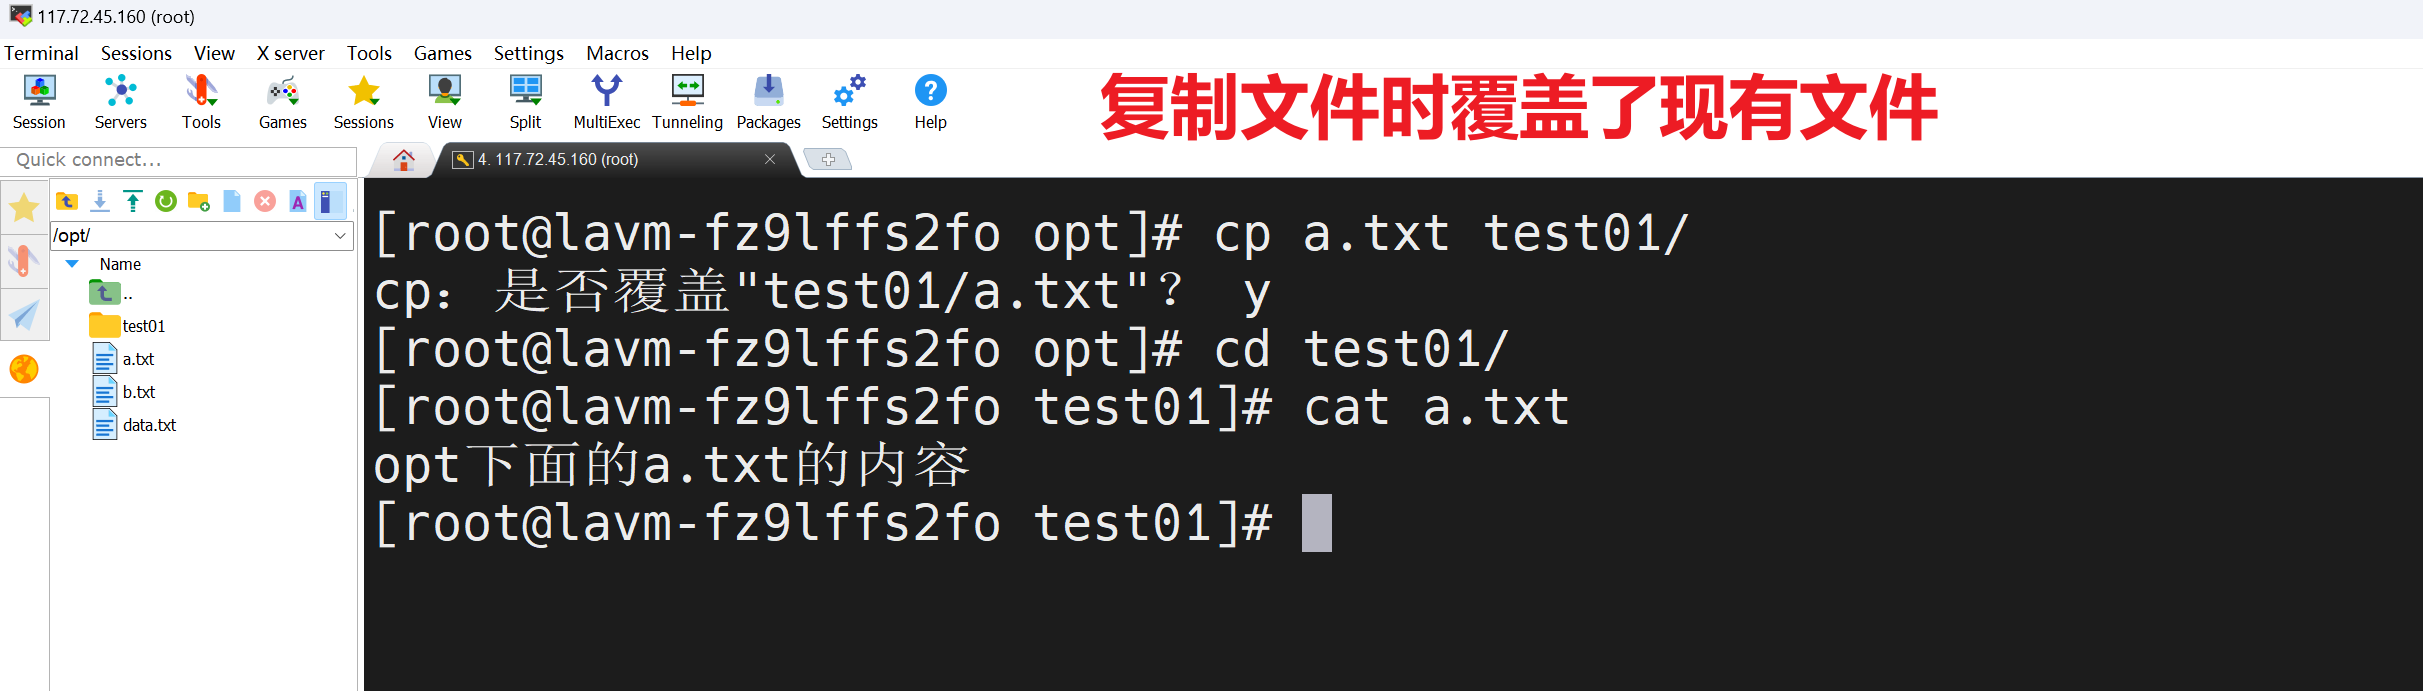 117.72.45.160 (root)
Terminal Sessions View X server Tools Games Settings Macros Help
Session Servers Tools Games Sessions View Split MultiExec Tunneling Packages Settings Help
复制文件时覆盖了现有文件
Quick connect...
4. 117.72.45.160 (root)
/opt/
Name
..
test01
a.txt
b.txt
data.txt
[root@lavm-fz9lffs2fo opt]# cp a.txt test01/
cp：是否覆盖"test01/a.txt"？ y
[root@lavm-fz9lffs2fo opt]# cd test01/
[root@lavm-fz9lffs2fo test01]# cat a.txt
opt下面的a.txt的内容
[root@lavm-fz9lffs2fo test01]#